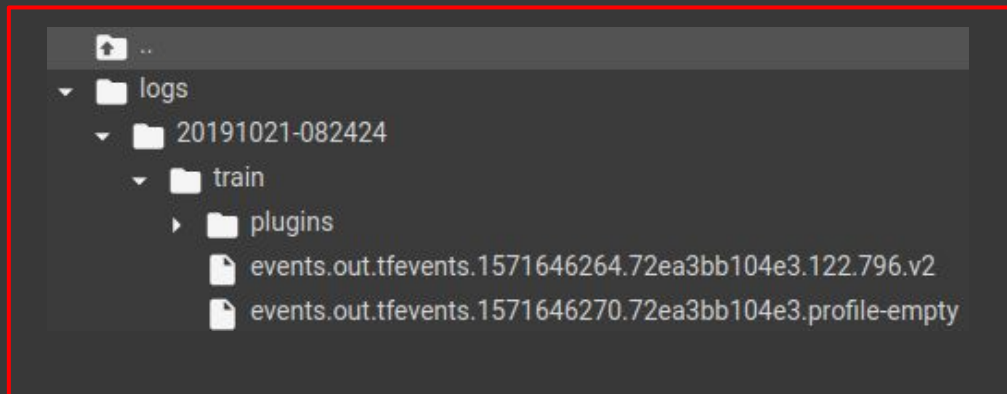 ..
logs
20191021-082424
train
plugins
events.out.tfevents.1571646264.72ea3bb104e3.122.796.v2
events.out.tfevents.1571646270.72ea3bb104e3.profile-empty